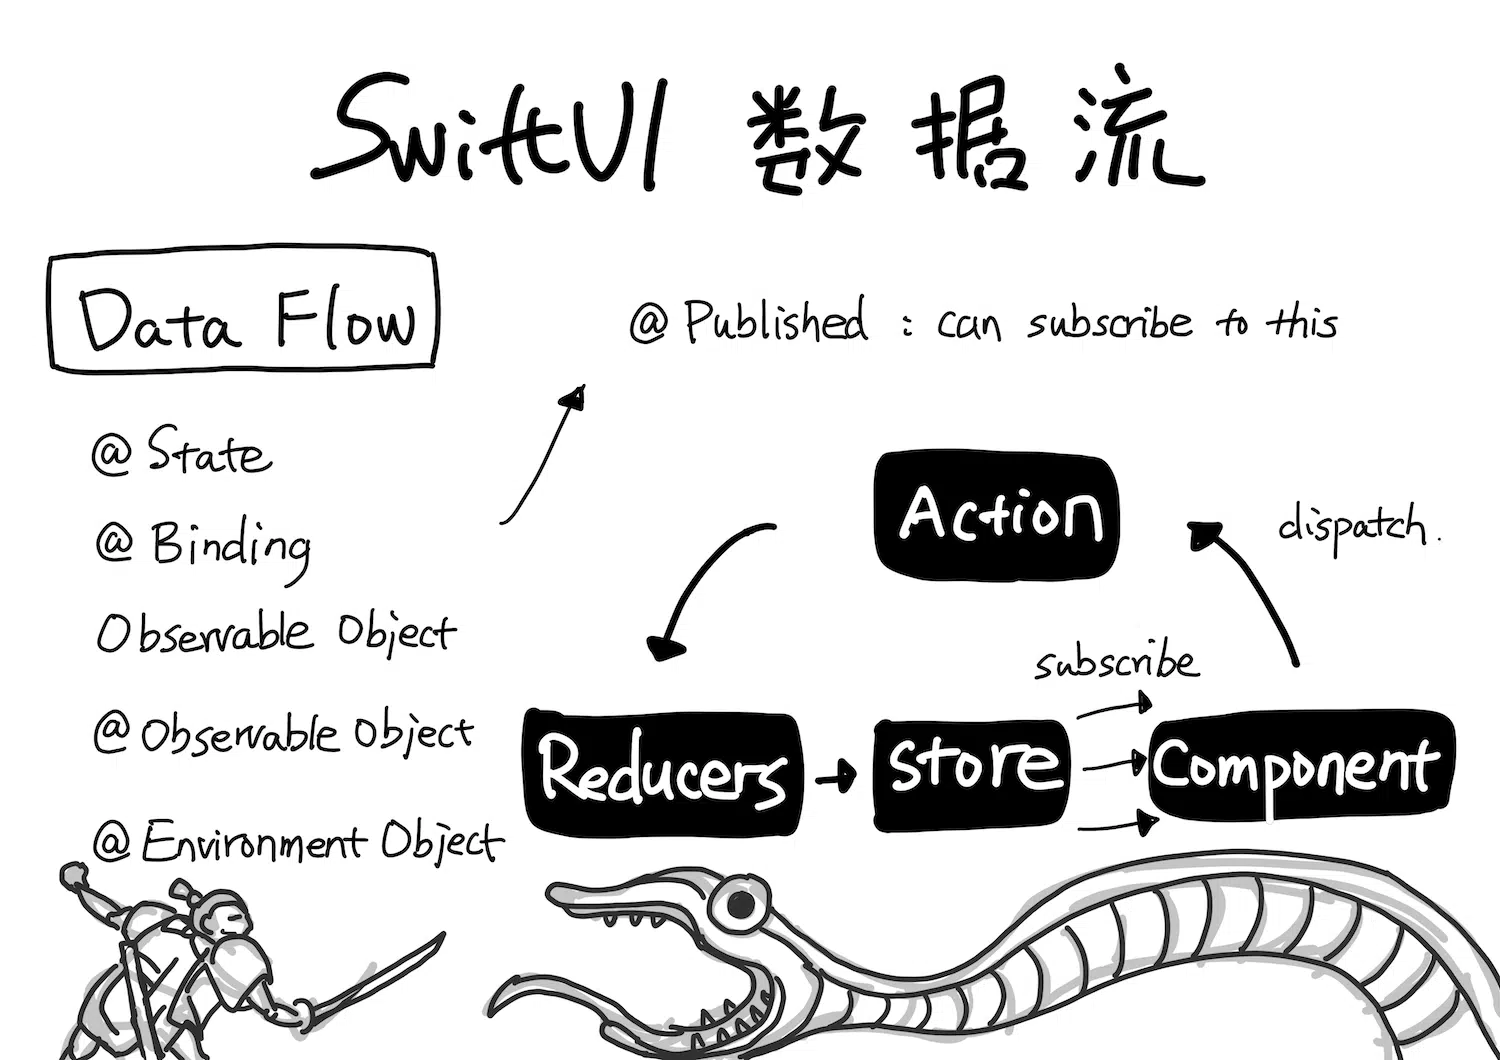 SwiftUI 数据流
Data Flow
@ Published : can subscribe to this
@ State
@ Binding
Observable Object
@ Observable Object
@ Environment Object
Action
dispatch.
subscribe
Reducers
Store
Component